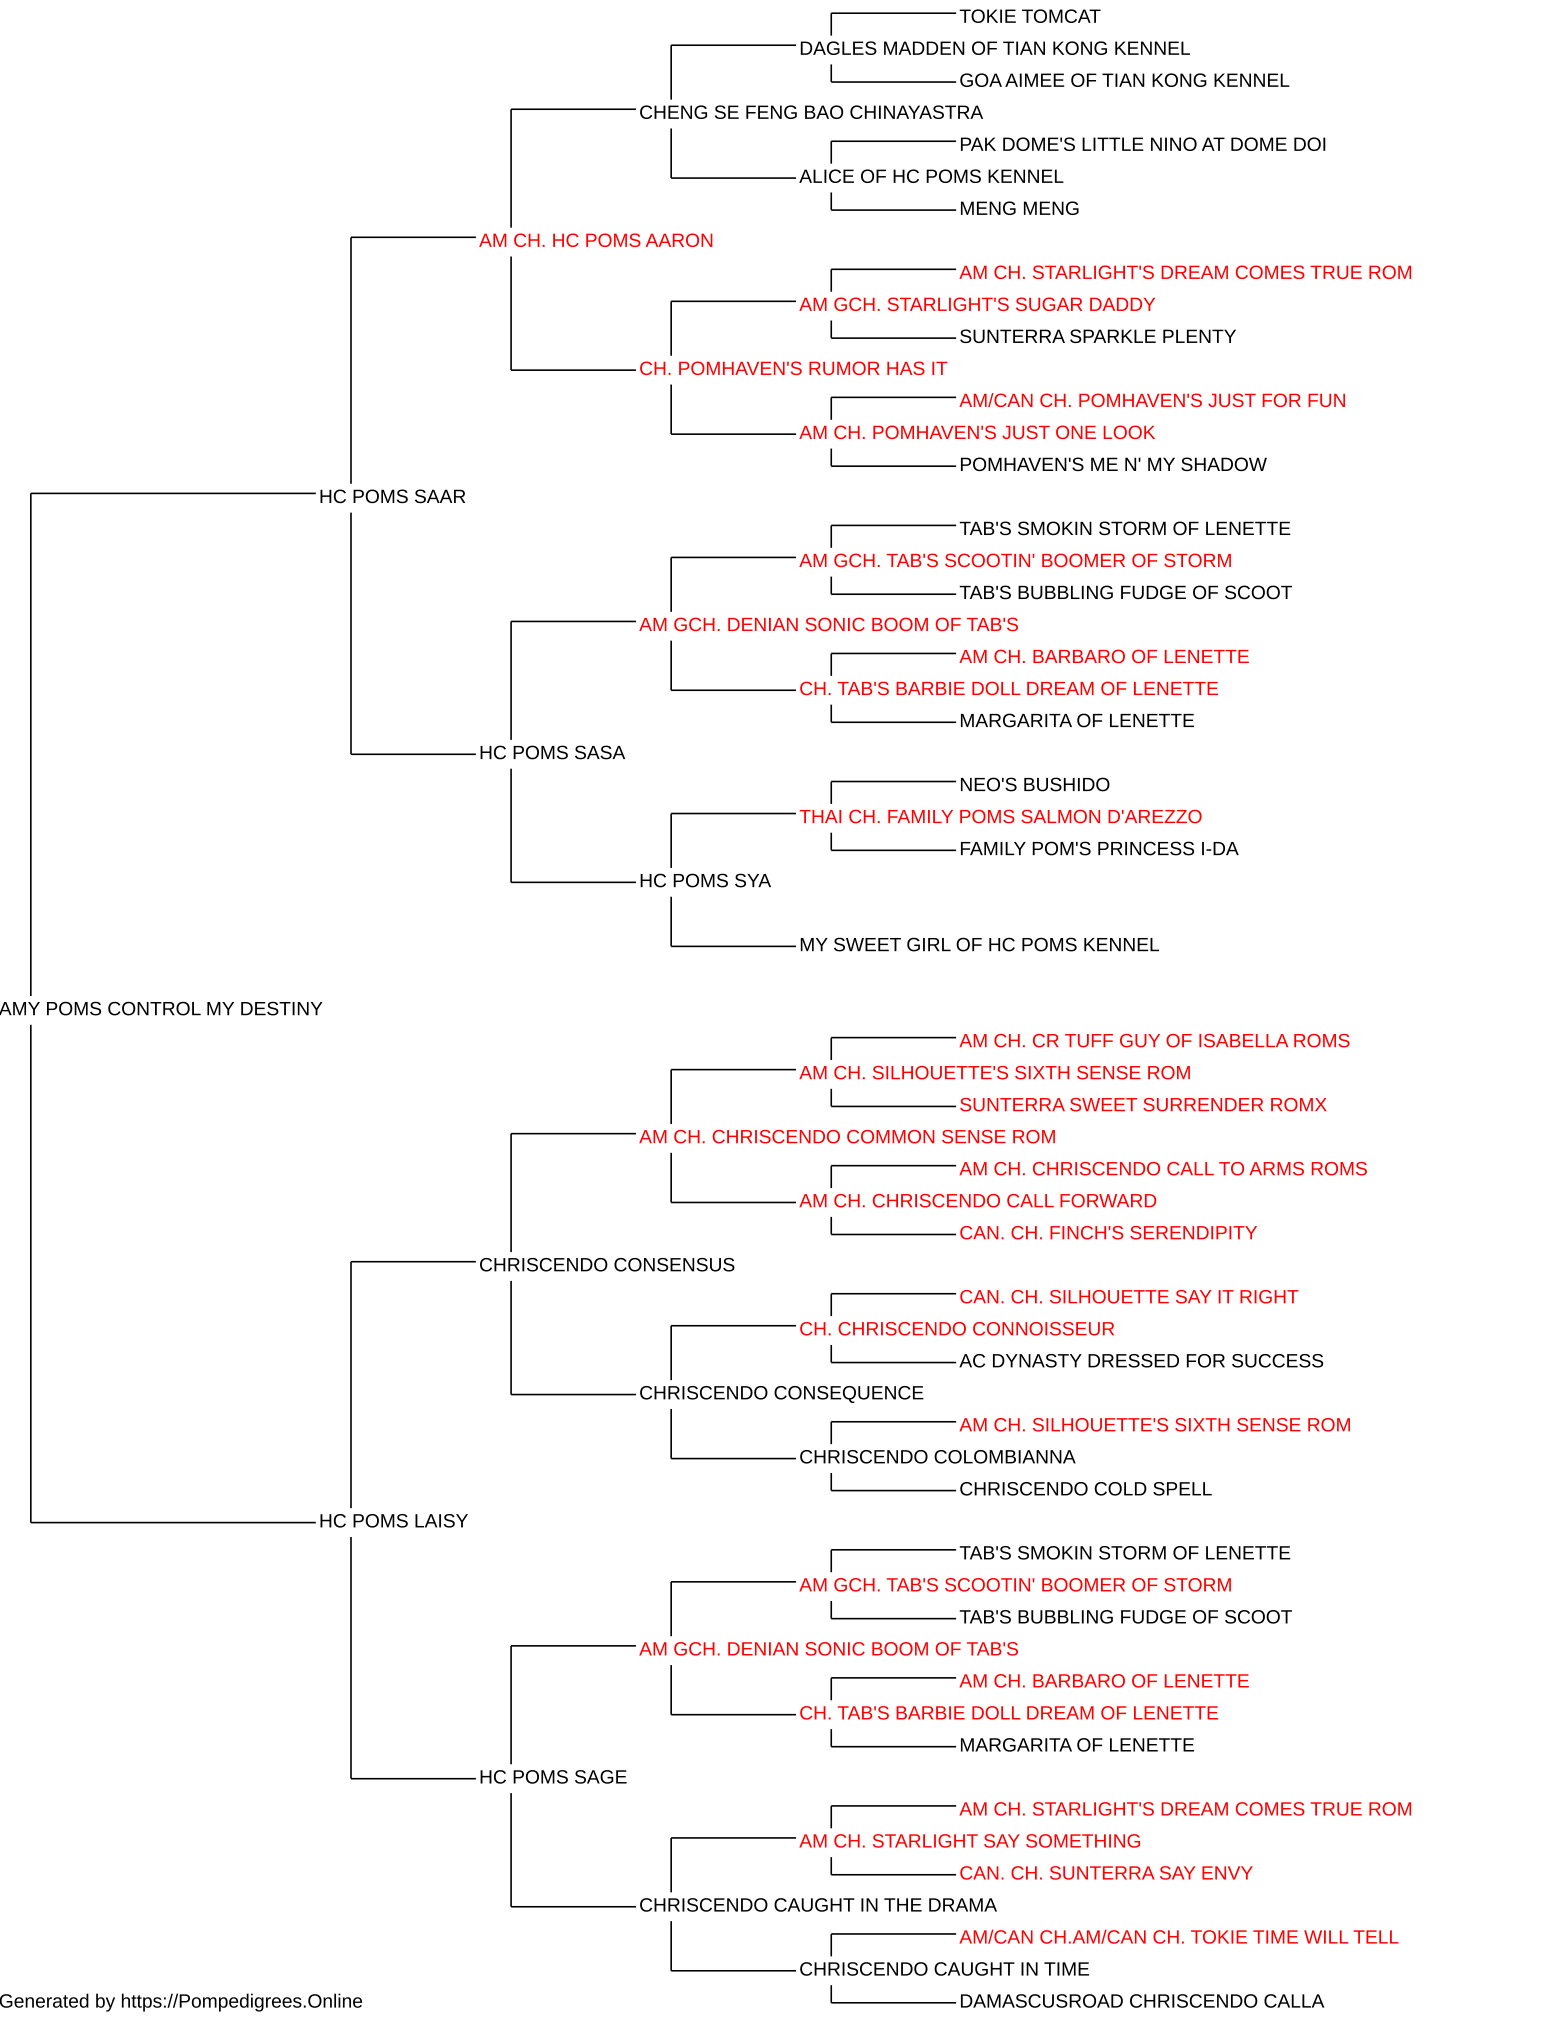 TOKIE TOMCAT
DAGLES MADDEN OF TIAN KONG KENNEL
GOA AIMEE OF TIAN KONG KENNEL
CHENG SE FENG BAO CHINAYASTRA
PAK DOME'S LITTLE NINO AT DOME DOI
ALICE OF HC POMS KENNEL
MENG MENG
AM CH. HC POMS AARON
AM CH. STARLIGHT'S DREAM COMES TRUE ROM
AM GCH. STARLIGHT'S SUGAR DADDY
SUNTERRA SPARKLE PLENTY
CH. POMHAVEN'S RUMOR HAS IT
AM/CAN CH. POMHAVEN'S JUST FOR FUN
AM CH. POMHAVEN'S JUST ONE LOOK
POMHAVEN'S ME N' MY SHADOW
HC POMS SAAR
TAB'S SMOKIN STORM OF LENETTE
AM GCH. TAB'S SCOOTIN' BOOMER OF STORM
TAB'S BUBBLING FUDGE OF SCOOT
AM GCH. DENIAN SONIC BOOM OF TAB'S
AM CH. BARBARO OF LENETTE
CH. TAB'S BARBIE DOLL DREAM OF LENETTE
MARGARITA OF LENETTE
HC POMS SASA
NEO'S BUSHIDO
THAI CH. FAMILY POMS SALMON D'AREZZO
FAMILY POM'S PRINCESS I-DA
HC POMS SYA
MY SWEET GIRL OF HC POMS KENNEL
AMY POMS CONTROL MY DESTINY
AM CH. CR TUFF GUY OF ISABELLA ROMS
AM CH. SILHOUETTE'S SIXTH SENSE ROM
SUNTERRA SWEET SURRENDER ROMX
AM CH. CHRISCENDO COMMON SENSE ROM
AM CH. CHRISCENDO CALL TO ARMS ROMS
AM CH. CHRISCENDO CALL FORWARD
CAN. CH. FINCH'S SERENDIPITY
CHRISCENDO CONSENSUS
CAN. CH. SILHOUETTE SAY IT RIGHT
CH. CHRISCENDO CONNOISSEUR
AC DYNASTY DRESSED FOR SUCCESS
CHRISCENDO CONSEQUENCE
AM CH. SILHOUETTE'S SIXTH SENSE ROM
CHRISCENDO COLOMBIANNA
CHRISCENDO COLD SPELL
HC POMS LAISY
TAB'S SMOKIN STORM OF LENETTE
AM GCH. TAB'S SCOOTIN' BOOMER OF STORM
TAB'S BUBBLING FUDGE OF SCOOT
AM GCH. DENIAN SONIC BOOM OF TAB'S
AM CH. BARBARO OF LENETTE
CH. TAB'S BARBIE DOLL DREAM OF LENETTE
MARGARITA OF LENETTE
HC POMS SAGE
AM CH. STARLIGHT'S DREAM COMES TRUE ROM
AM CH. STARLIGHT SAY SOMETHING
CAN. CH. SUNTERRA SAY ENVY
CHRISCENDO CAUGHT IN THE DRAMA
AM/CAN CH.AM/CAN CH. TOKIE TIME WILL TELL
CHRISCENDO CAUGHT IN TIME
DAMASCUSROAD CHRISCENDO CALLA
Generated by https://Pompedigrees.Online